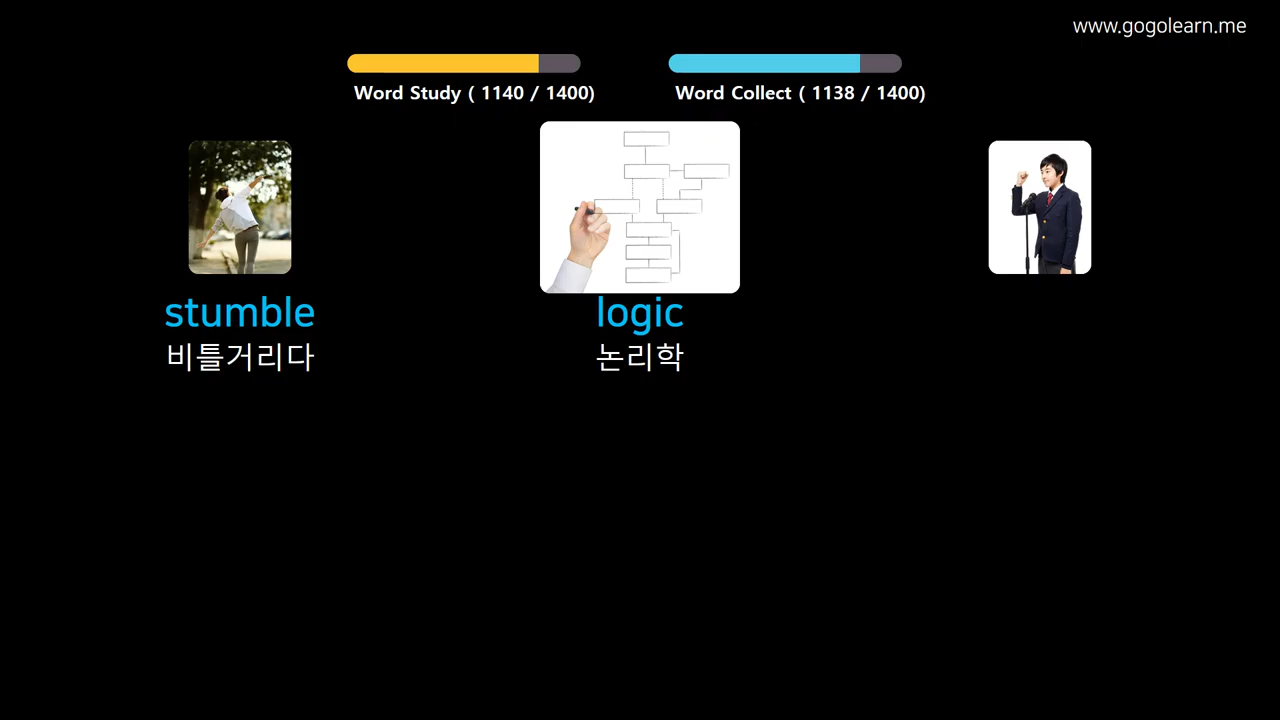 www.gogolearn.me
Word Study ( 1140 / 1400)
Word Collect ( 1138 / 1400)
stumble
비틀거리다
logic
논리학